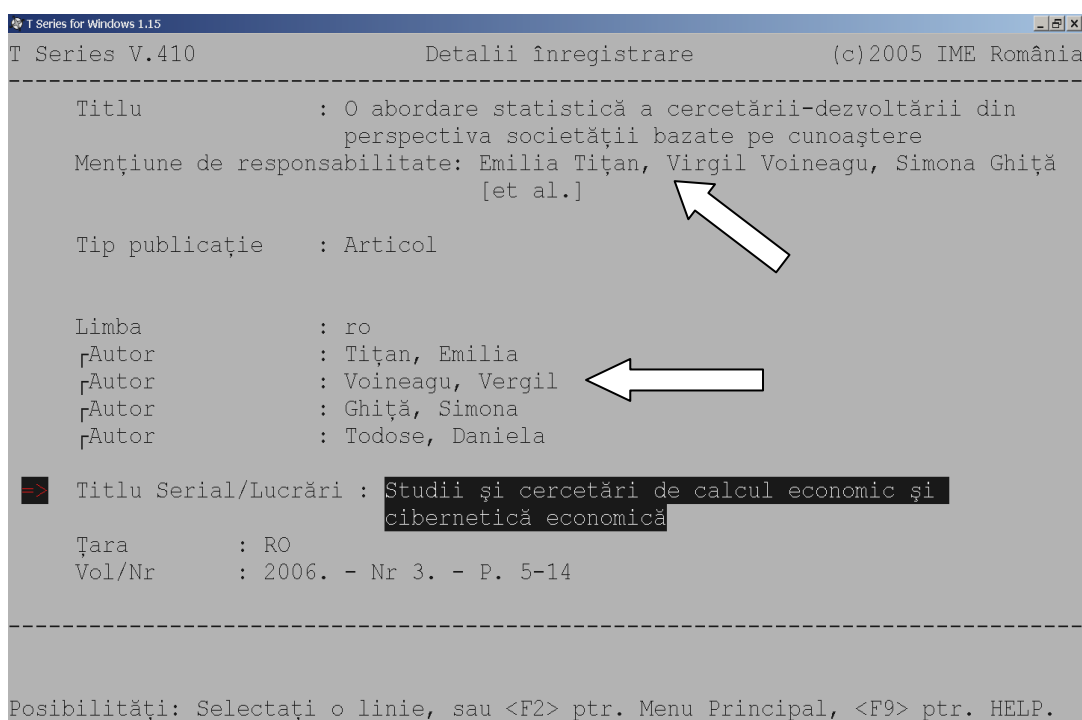 T Series for Windows 1.15
T Series V.410 Detalii înregistrare (c)2005 IME România
Titlu : O abordare statistică a cercetării-dezvoltării din
perspectiva societății bazate pe cunoaștere
Mențiune de responsabilitate: Emilia Țițan, Virgil Voineagu, Simona Ghiță
[et al.]
Tip publicație : Articol
Limba : ro
Autor : Țițan, Emilia
Autor : Voineagu, Vergil
Autor : Ghiță, Simona
Autor : Todose, Daniela
=> Titlu Serial/Lucrări : Studii și cercetări de calcul economic și
cibernetică economică
Țara : RO
Vol/Nr : 2006. - Nr 3. - P. 5-14
Posibilități: Selectați o linie, sau <F2> ptr. Menu Principal, <F9> ptr. HELP.